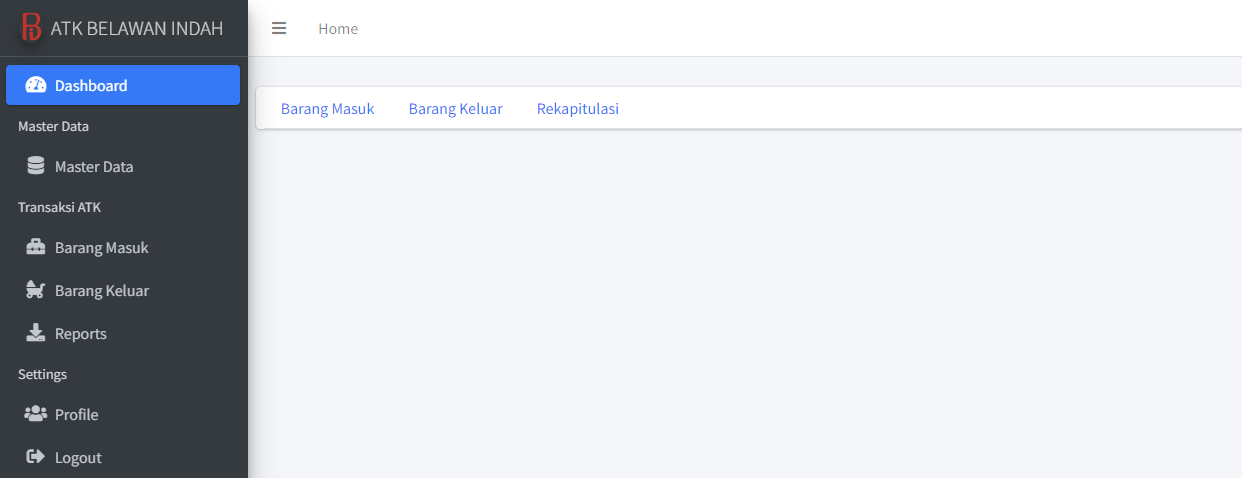 ATK BELAWAN INDAH
Home
Dashboard
Barang Masuk Barang Keluar Rekapitulasi
Master Data
Master Data
Transaksi ATK
Barang Masuk
Barang Keluar
Reports
Settings
Profile
Logout